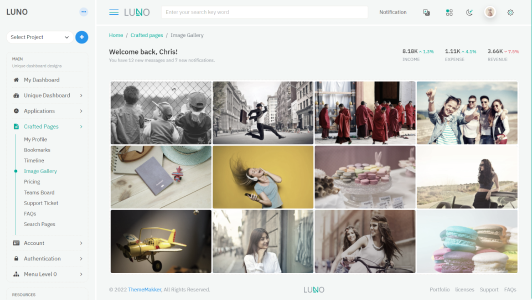 LUNO
Select Project
MAIN
Unique dashboard designs
My Dashboard
Unique Dashboard
Applications
Crafted Pages
My Profile
Bookmarks
Timeline
Image Gallery
Pricing
Teams Board
Support Ticket
FAQs
Search Pages
Account
Authentication
Menu Level 0
RESOURCES
LUNO
Enter your search key word
Notification
Home / Crafted pages / Image Gallery
Welcome back, Chris!
You have 12 new messages and 7 new notifications.
8.18K 1.3%
INCOME
1.11K 4.1%
EXPENSE
3.66K 7.5%
REVENUE
© 2022 ThemeMakker, All Rights Reserved.
LUNO
Portfolio Services Support FAQs